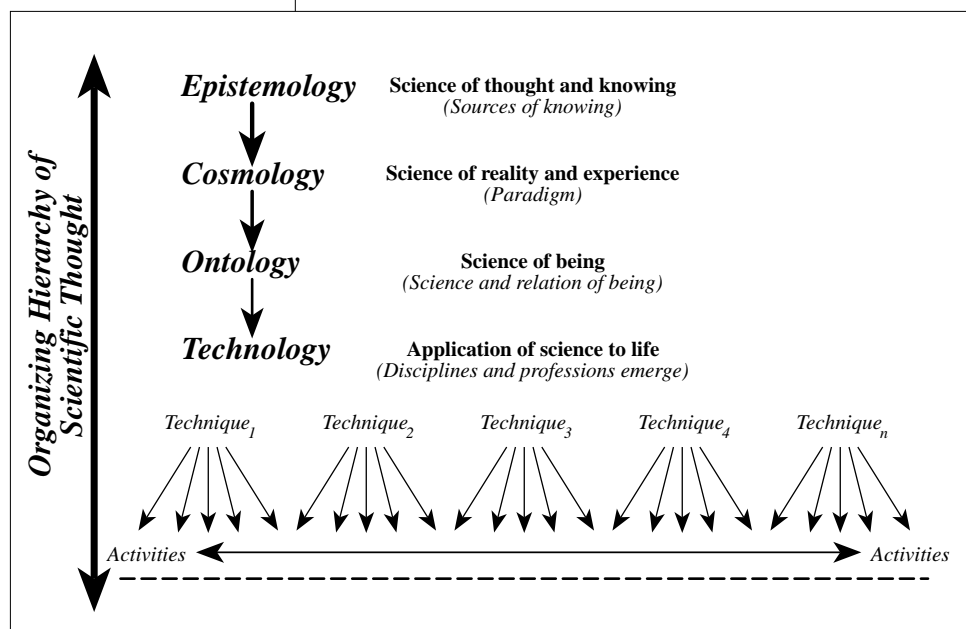 Organizing Hierarchy of
Scientific Thought
Epistemology
Science of thought and knowing
(Sources of knowing)
Cosmology
Science of reality and experience
(Paradigm)
Ontology
Science of being
(Science and relation of being)
Technology
Application of science to life
(Disciplines and professions emerge)
Technique1 Technique2 Technique3 Technique4 Techniquen
Activities Activities